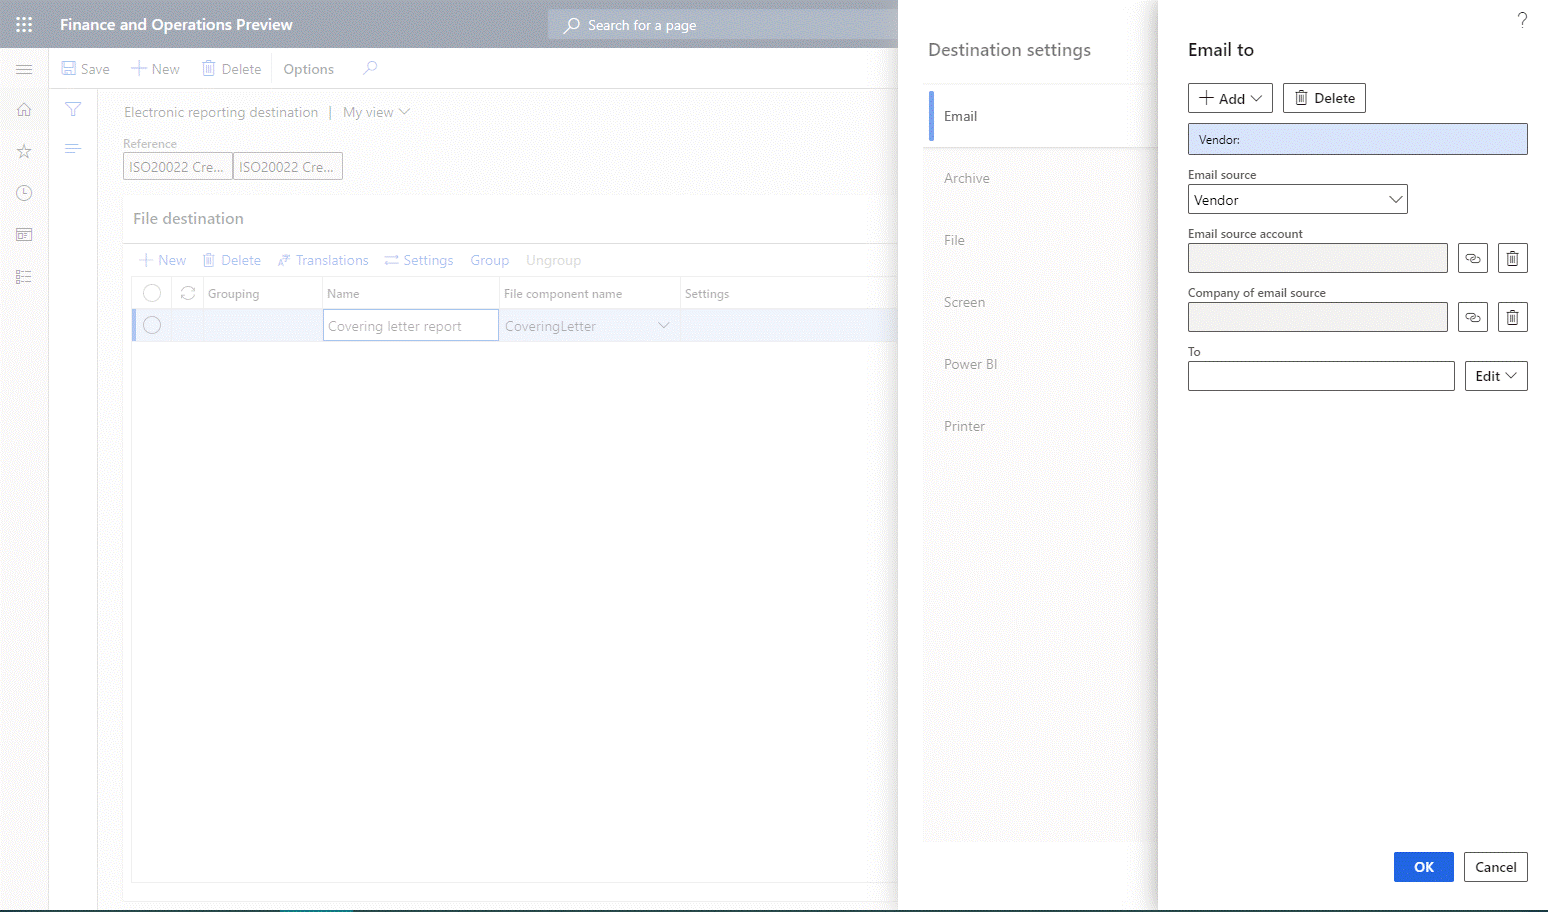 Finance and Operations Preview
Search for a page
?
Save
New
Delete
Options
Electronic reporting destination | My view
Reference
ISO20022 Cre... ISO20022 Cre...
File destination
New
Delete
Translations
Settings
Group
Ungroup
Grouping
Name
File component name
Settings
Covering letter report
CoveringLetter
Destination settings
Email
Archive
File
Screen
Power BI
Printer
Email to
Add
Delete
Vendor:
Email source
Vendor
Email source account
Company of email source
To
Edit
OK
Cancel